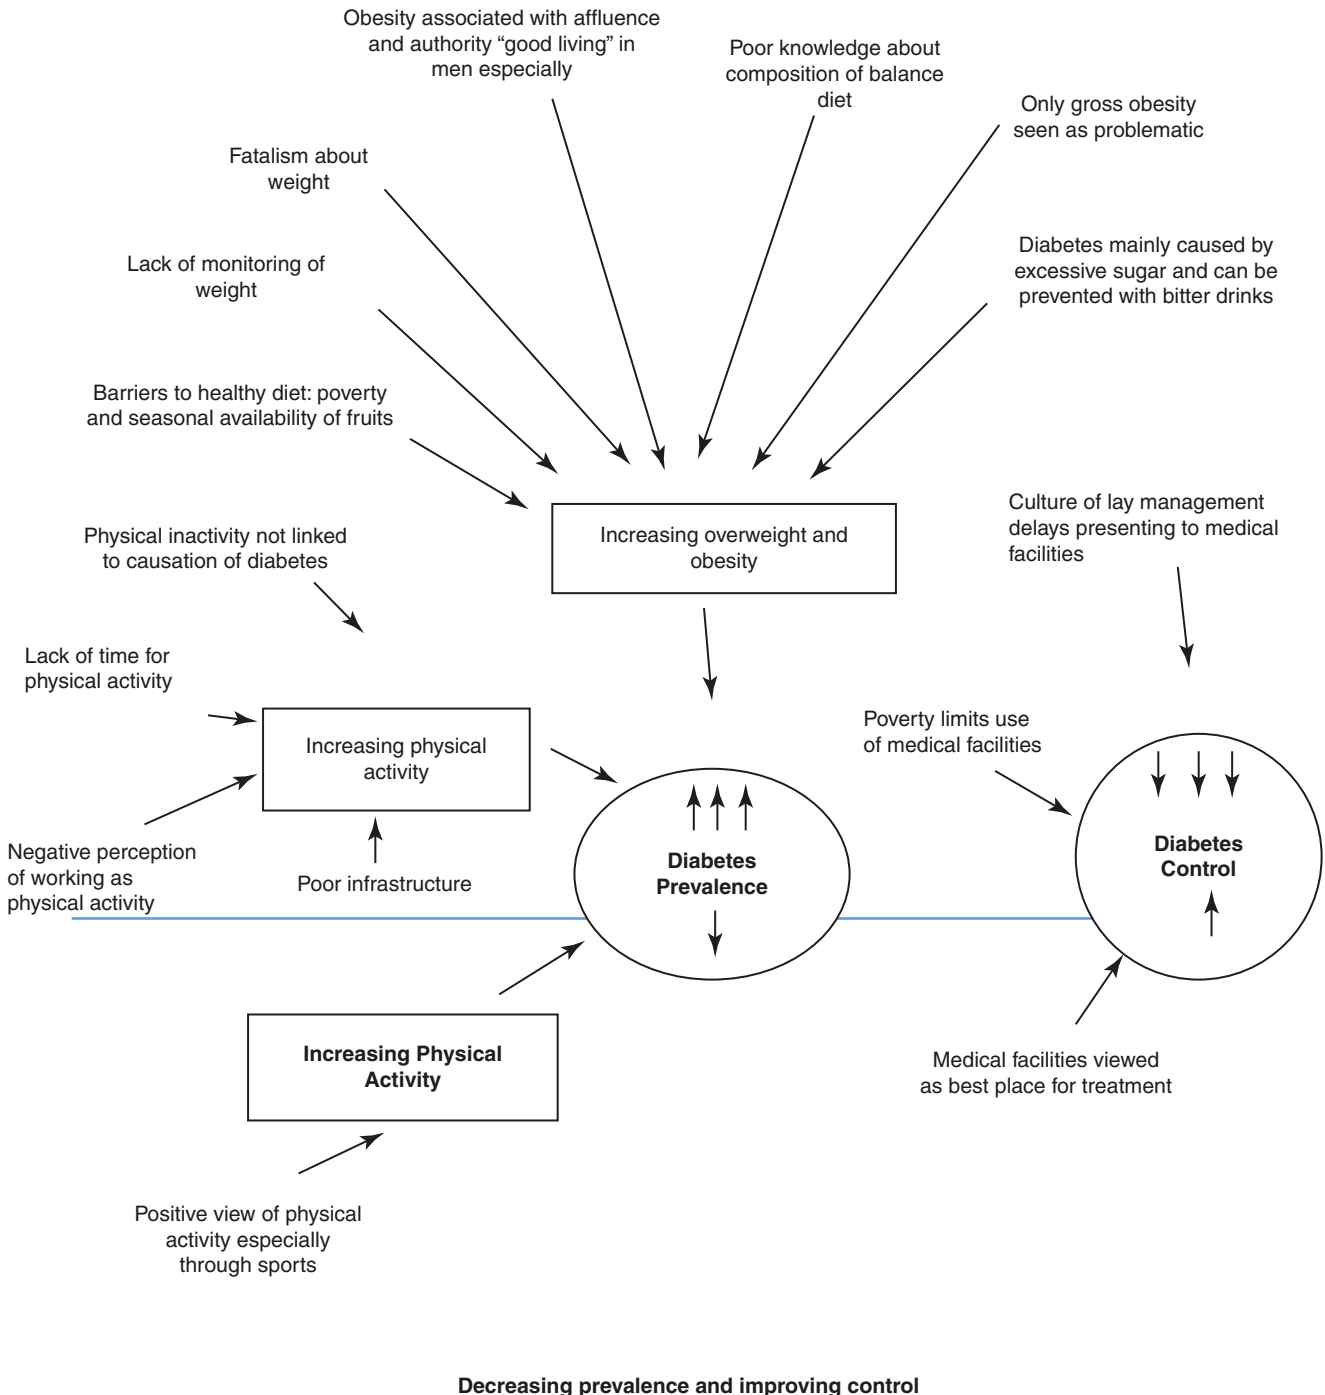 Obesity associated with affluence
and authority “good living” in
men especially
Poor knowledge about
composition of balance
diet
Only gross obesity
seen as problematic
Fatalism about
weight
Diabetes mainly caused by
excessive sugar and can be
prevented with bitter drinks
Lack of monitoring of
weight
Barriers to healthy diet: poverty
and seasonal availability of fruits
Culture of lay management
delays presenting to medical
facilities
Increasing overweight and
obesity
Physical inactivity not linked
to causation of diabetes
Lack of time for
physical activity
Increasing physical
activity
Poverty limits use
of medical facilities
Diabetes
Prevalence
Diabetes
Control
Negative perception
of working as
physical activity
Poor infrastructure
Increasing Physical
Activity
Medical facilities viewed
as best place for treatment
Positive view of physical
activity especially
through sports
Decreasing prevalence and improving control